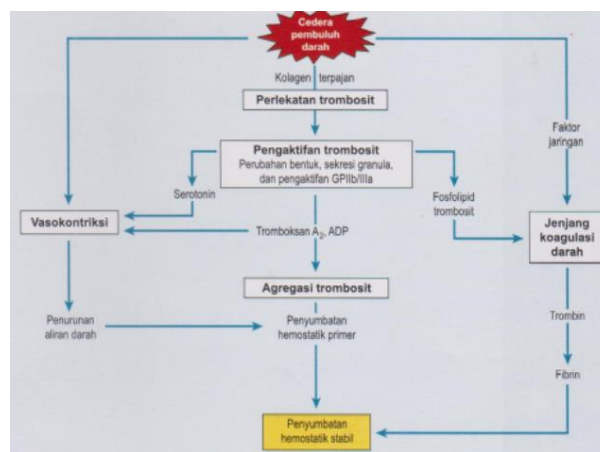 Cedera
pembuluh
darah
Kolagen terpajan
Perlekatan trombosit
Faktor
jaringan
Pengaktifan trombosit
Perubahan bentuk, sekresi granula,
dan pengaktifan GPIIb/IIIa
Serotonin
Fosfolipid
trombosit
Vasokontriksi
Tromboksan A₂, ADP
Jenjang
koagulasi
darah
Agregasi trombosit
Penurunan
aliran darah
Penyumbatan
hemostatik primer
Trombin
Fibrin
Penyumbatan
hemostatik stabil